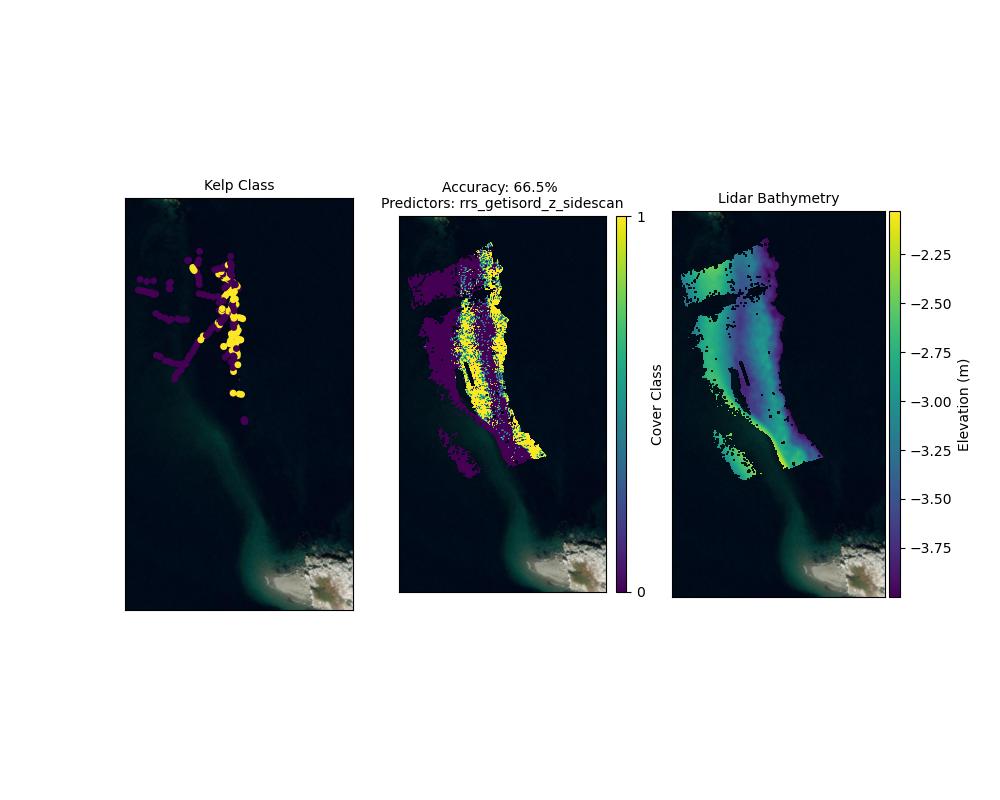 Kelp Class
Accuracy: 66.5%
Predictors: rrs_getisord_z_sidescan
1
0
Cover Class
Lidar Bathymetry
−2.25
−2.50
−2.75
−3.00
−3.25
−3.50
−3.75
Elevation (m)